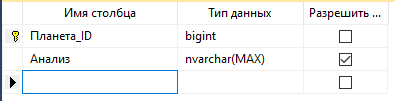 Имя столбца Тип данных Разрешить ...
Планета_ID bigint
Анализ nvarchar(MAX)